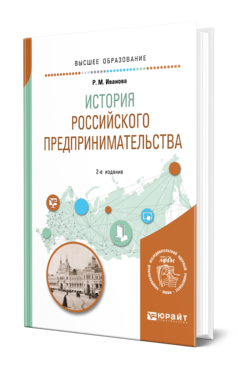 ВЫСШЕЕ ОБРАЗОВАНИЕ
Р. М. Иванова
ИСТОРИЯ
РОССИЙСКОГО
ПРЕДПРИНИМАТЕЛЬСТВА
2-е издание
юрайт